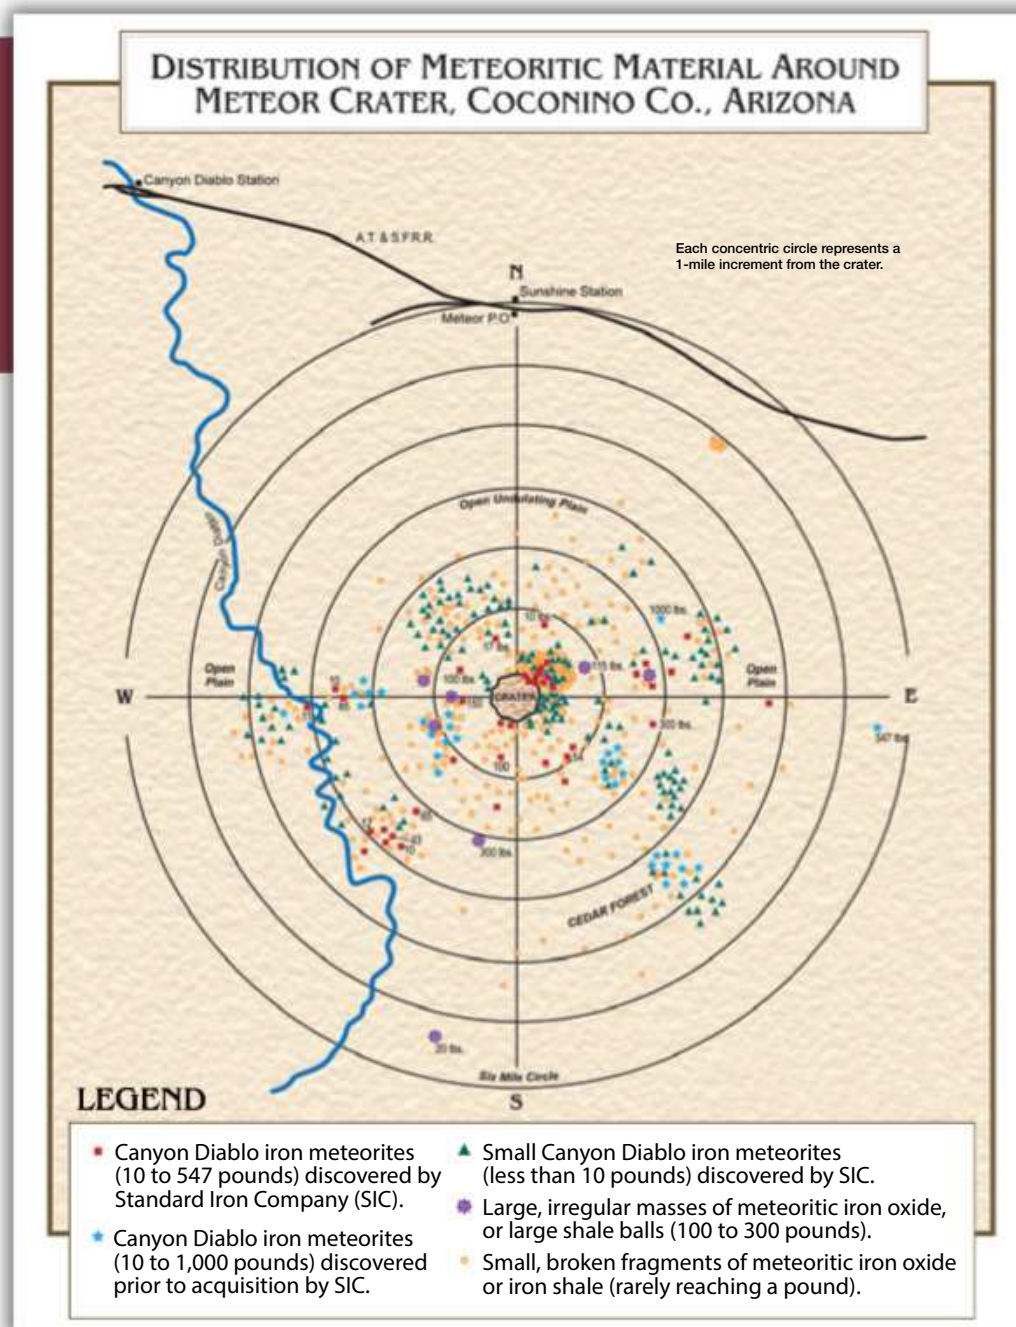 DISTRIBUTION OF METEORITIC MATERIAL AROUND
METEOR CRATER, COCONINO CO., ARIZONA
Canyon Diablo Station
A.T. & S.F.R.R.
Each concentric circle represents a
1-mile increment from the crater.
N
Sunshine Station
Meteor P.O.
Open Undulating Plain
Canyon Diablo
1000 lbs.
10 lbs.
115 lbs.
Open
Plain
100 lbs.
Open
Plain
W
CRATER
E
300 lbs.
547 lbs.
100
300 lbs.
CEDAR FOREST
20 lbs.
Six Mile Circle
S
LEGEND
Canyon Diablo iron meteorites
(10 to 547 pounds) discovered by
Standard Iron Company (SIC).
Canyon Diablo iron meteorites
(10 to 1,000 pounds) discovered
prior to acquisition by SIC.
Small Canyon Diablo iron meteorites
(less than 10 pounds) discovered by SIC.
Large, irregular masses of meteoritic iron oxide,
or large shale balls (100 to 300 pounds).
Small, broken fragments of meteoritic iron oxide
or iron shale (rarely reaching a pound).